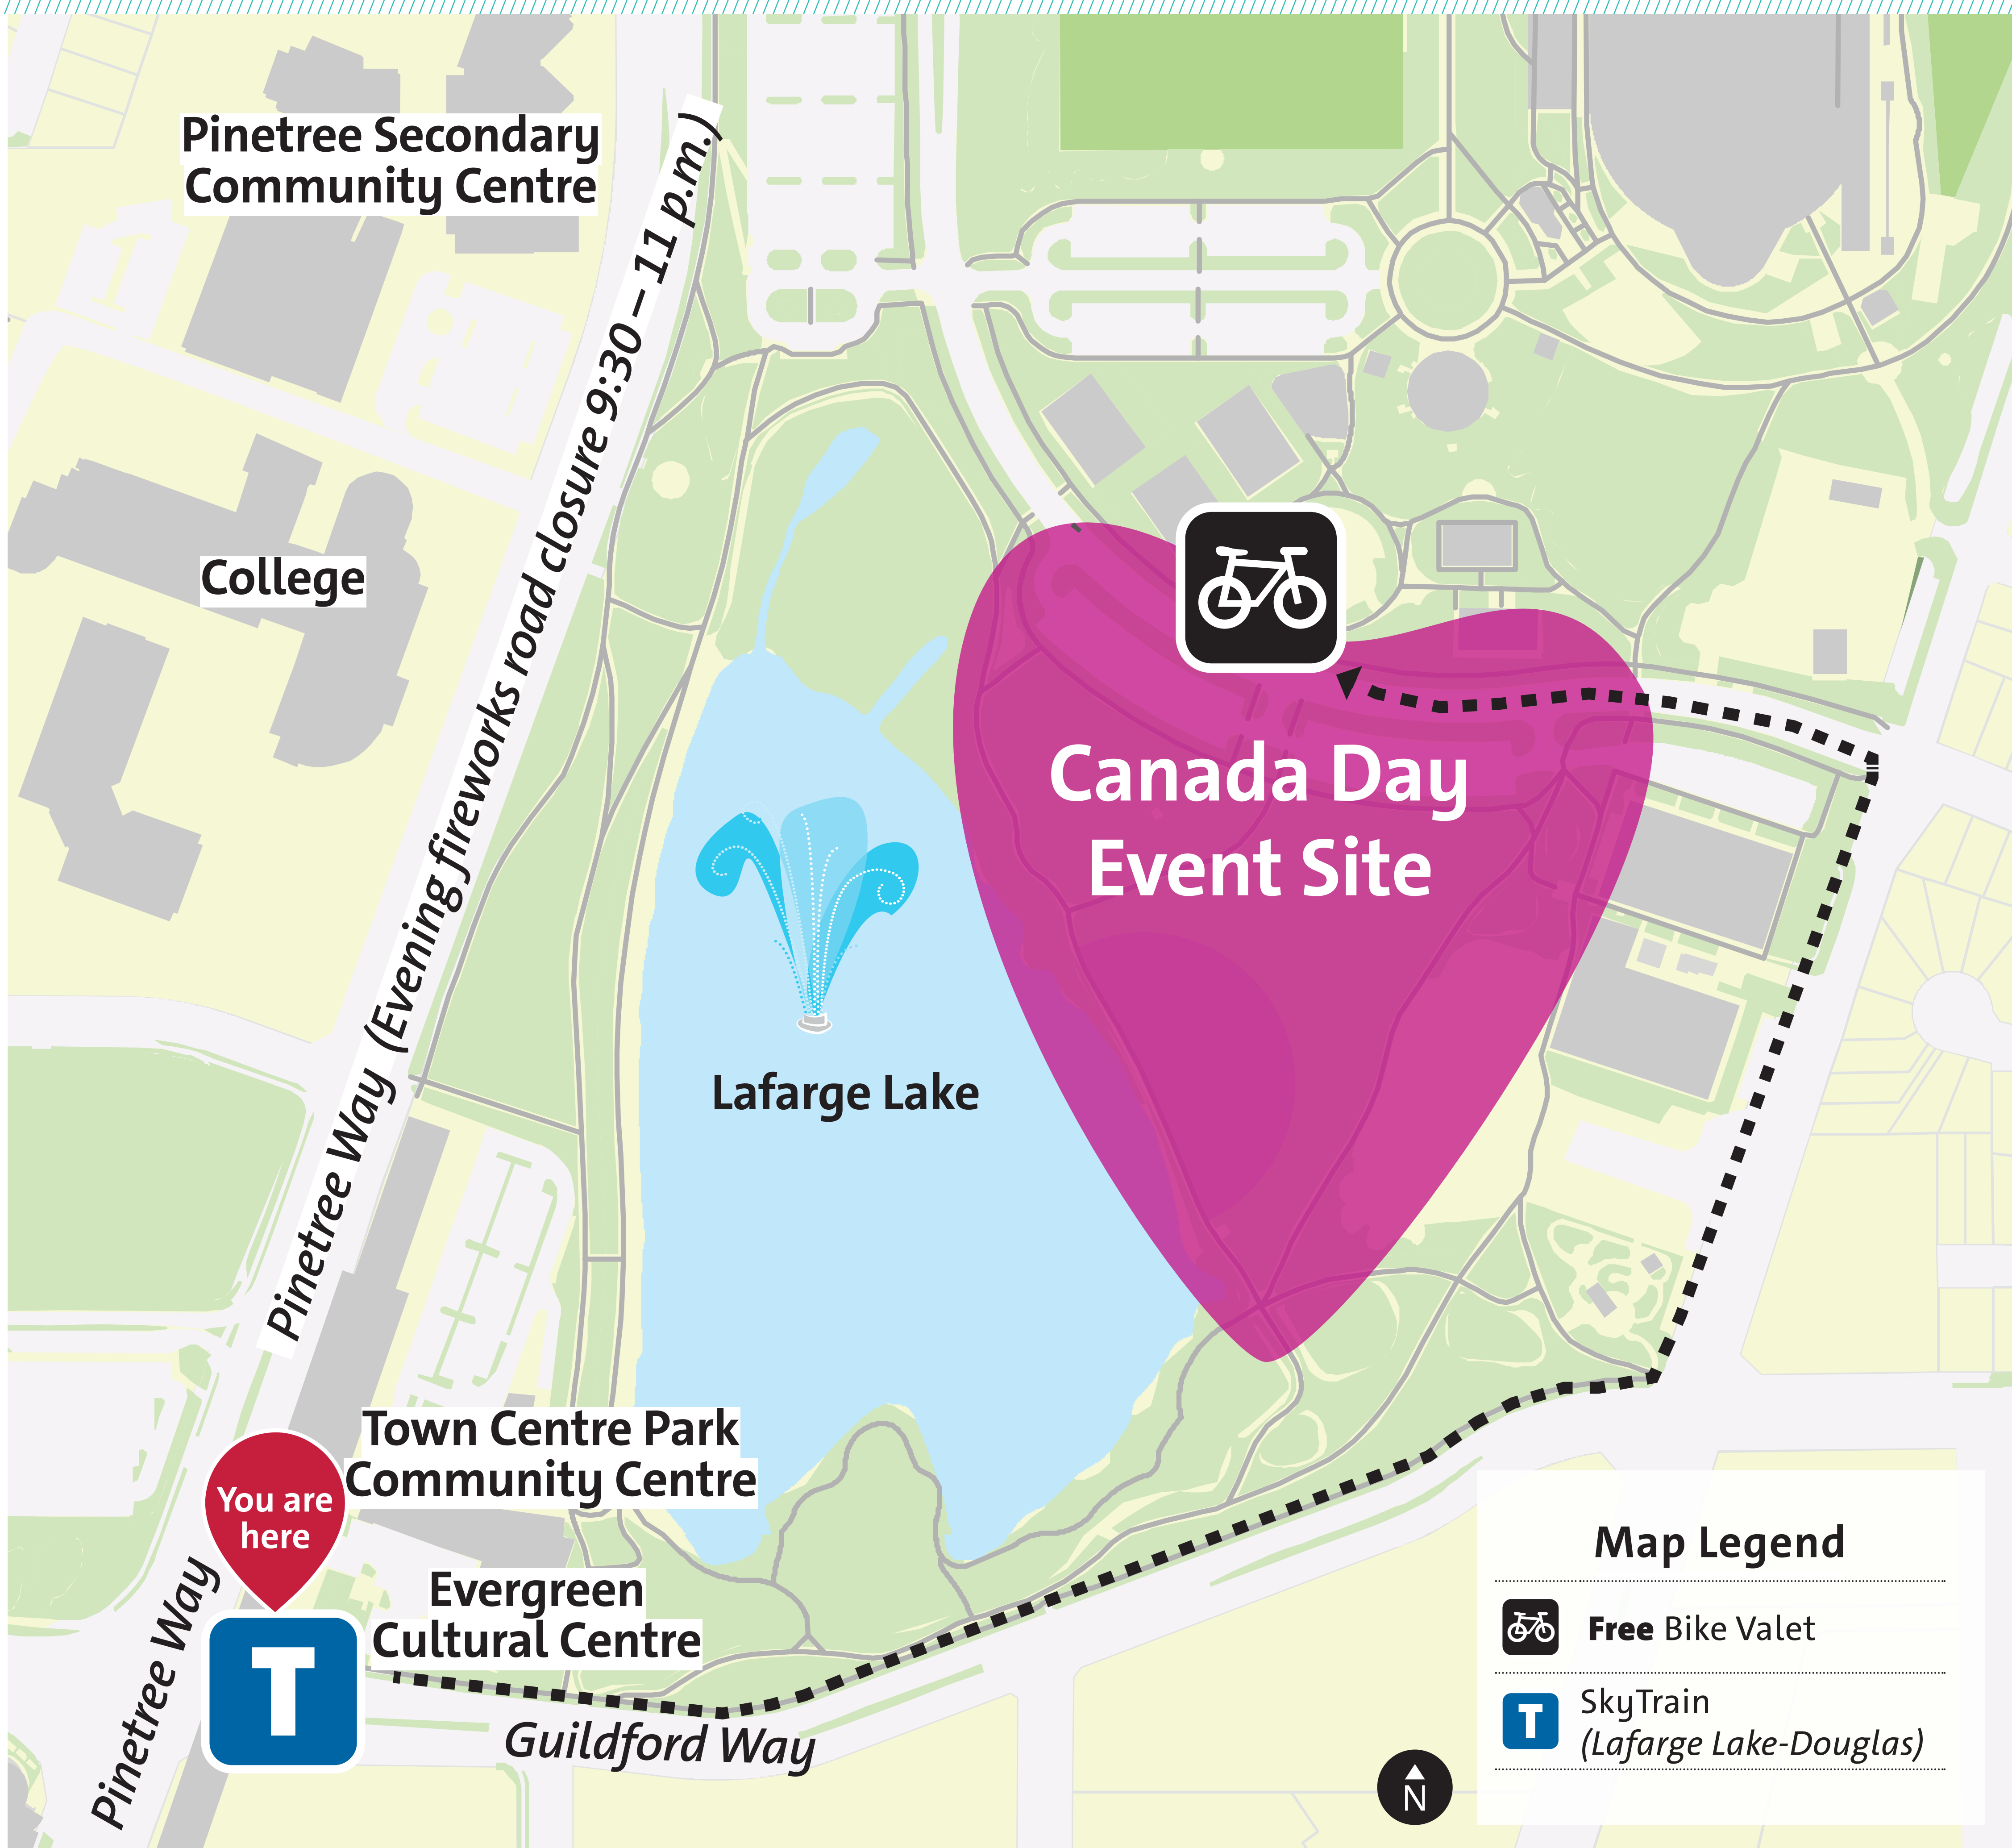 Pinetree Secondary
Community Centre
Pinetree Way (Evening fireworks road closure 9:30 – 11 p.m.)
College
Canada Day
Event Site
Lafarge Lake
Town Centre Park
Community Centre
You are
here
Evergreen
Cultural Centre
T
Pinetree Way
Guildford Way
N
Map Legend
Free Bike Valet
T
SkyTrain
(Lafarge Lake-Douglas)